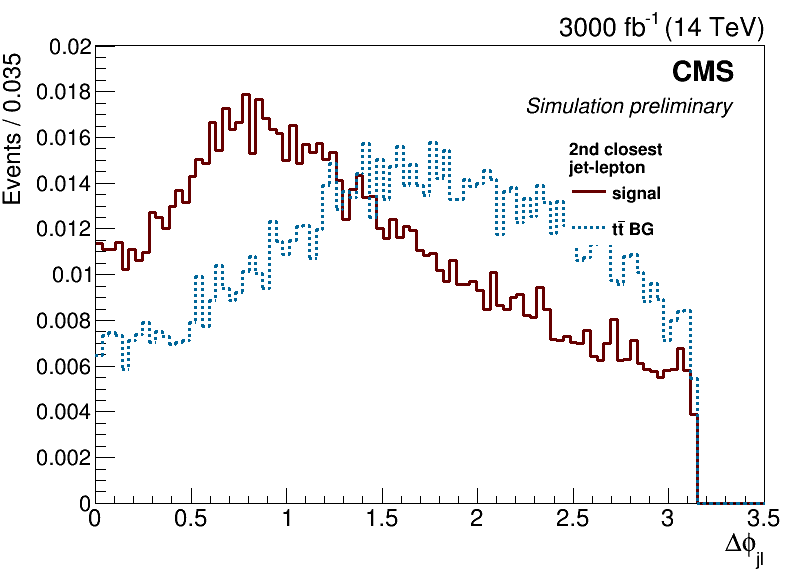 3000 fb⁻¹ (14 TeV)
CMS
Simulation preliminary
2nd closest
jet-lepton
signal
tt̄ BG
Events / 0.035
0.02
0.018
0.016
0.014
0.012
0.01
0.008
0.006
0.004
0.002
0
0 0.5 1 1.5 2 2.5 3 3.5
Δϕjl